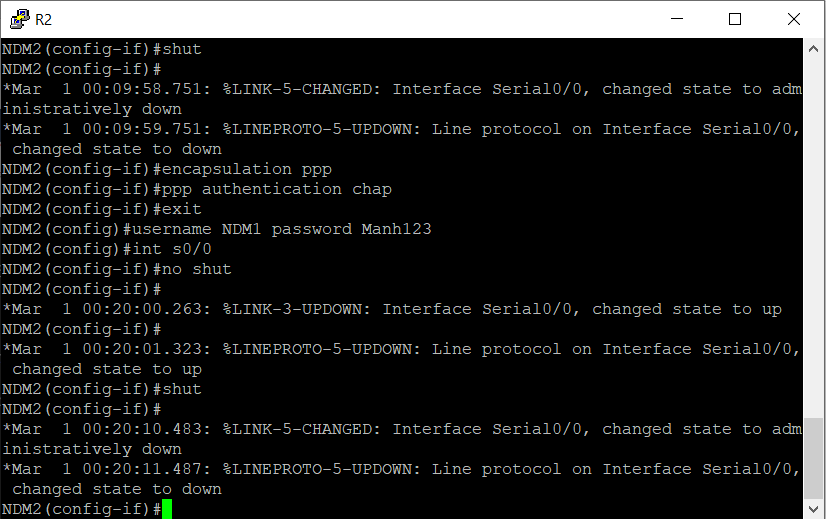 R2
NDM2(config-if)#shut
NDM2(config-if)#
*Mar  1 00:09:58.751: %LINK-5-CHANGED: Interface Serial0/0, changed state to adm
inistratively down
*Mar  1 00:09:59.751: %LINEPROTO-5-UPDOWN: Line protocol on Interface Serial0/0,
 changed state to down
NDM2(config-if)#encapsulation ppp
NDM2(config-if)#ppp authentication chap
NDM2(config-if)#exit
NDM2(config)#username NDM1 password Manh123
NDM2(config)#int s0/0
NDM2(config-if)#no shut
NDM2(config-if)#
*Mar  1 00:20:00.263: %LINK-3-UPDOWN: Interface Serial0/0, changed state to up
NDM2(config-if)#
*Mar  1 00:20:01.323: %LINEPROTO-5-UPDOWN: Line protocol on Interface Serial0/0,
 changed state to up
NDM2(config-if)#shut
NDM2(config-if)#
*Mar  1 00:20:10.483: %LINK-5-CHANGED: Interface Serial0/0, changed state to adm
inistratively down
*Mar  1 00:20:11.487: %LINEPROTO-5-UPDOWN: Line protocol on Interface Serial0/0,
 changed state to down
NDM2(config-if)#